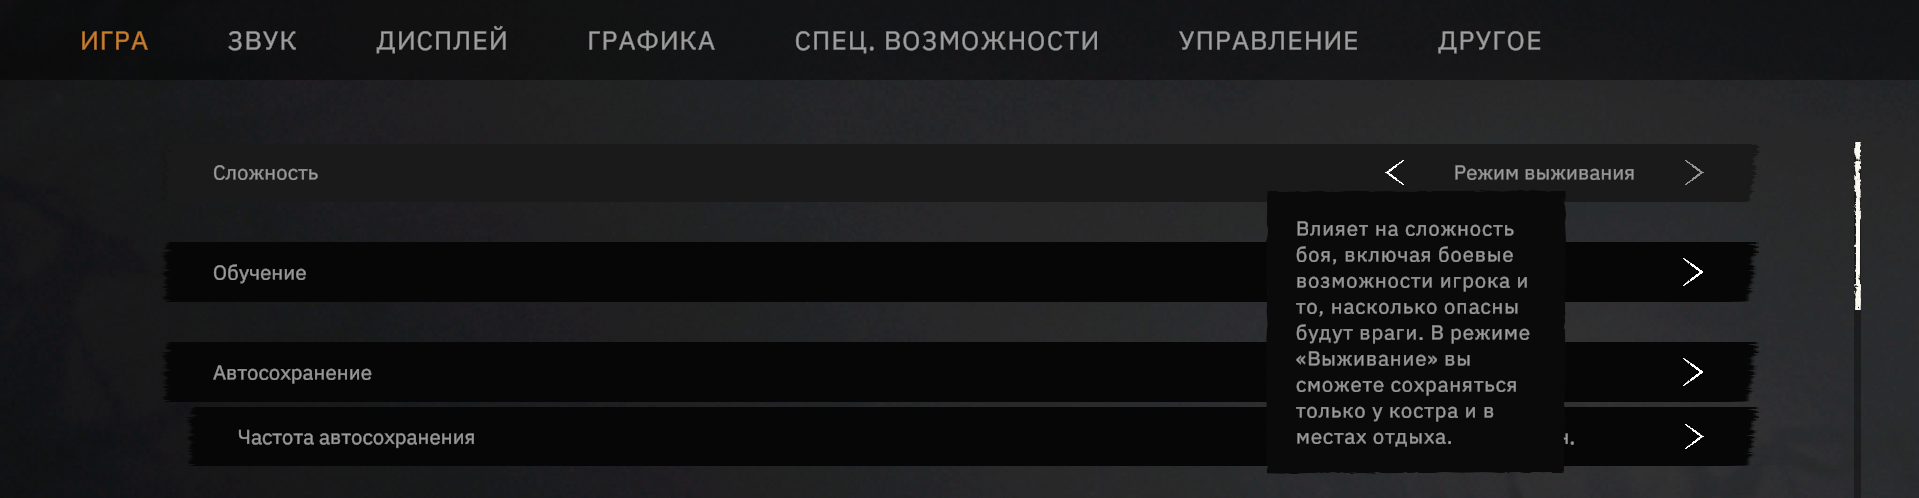 ИГРА ЗВУК ДИСПЛЕЙ ГРАФИКА СПЕЦ. ВОЗМОЖНОСТИ УПРАВЛЕНИЕ ДРУГОЕ
Сложность
Режим выживания
Влияет на сложность
боя, включая боевые
возможности игрока и
то, насколько опасны
будут враги. В режиме
«Выживание» вы
сможете сохраняться
только у костра и в
местах отдыха.
Обучение
Автосохранение
Частота автосохранения